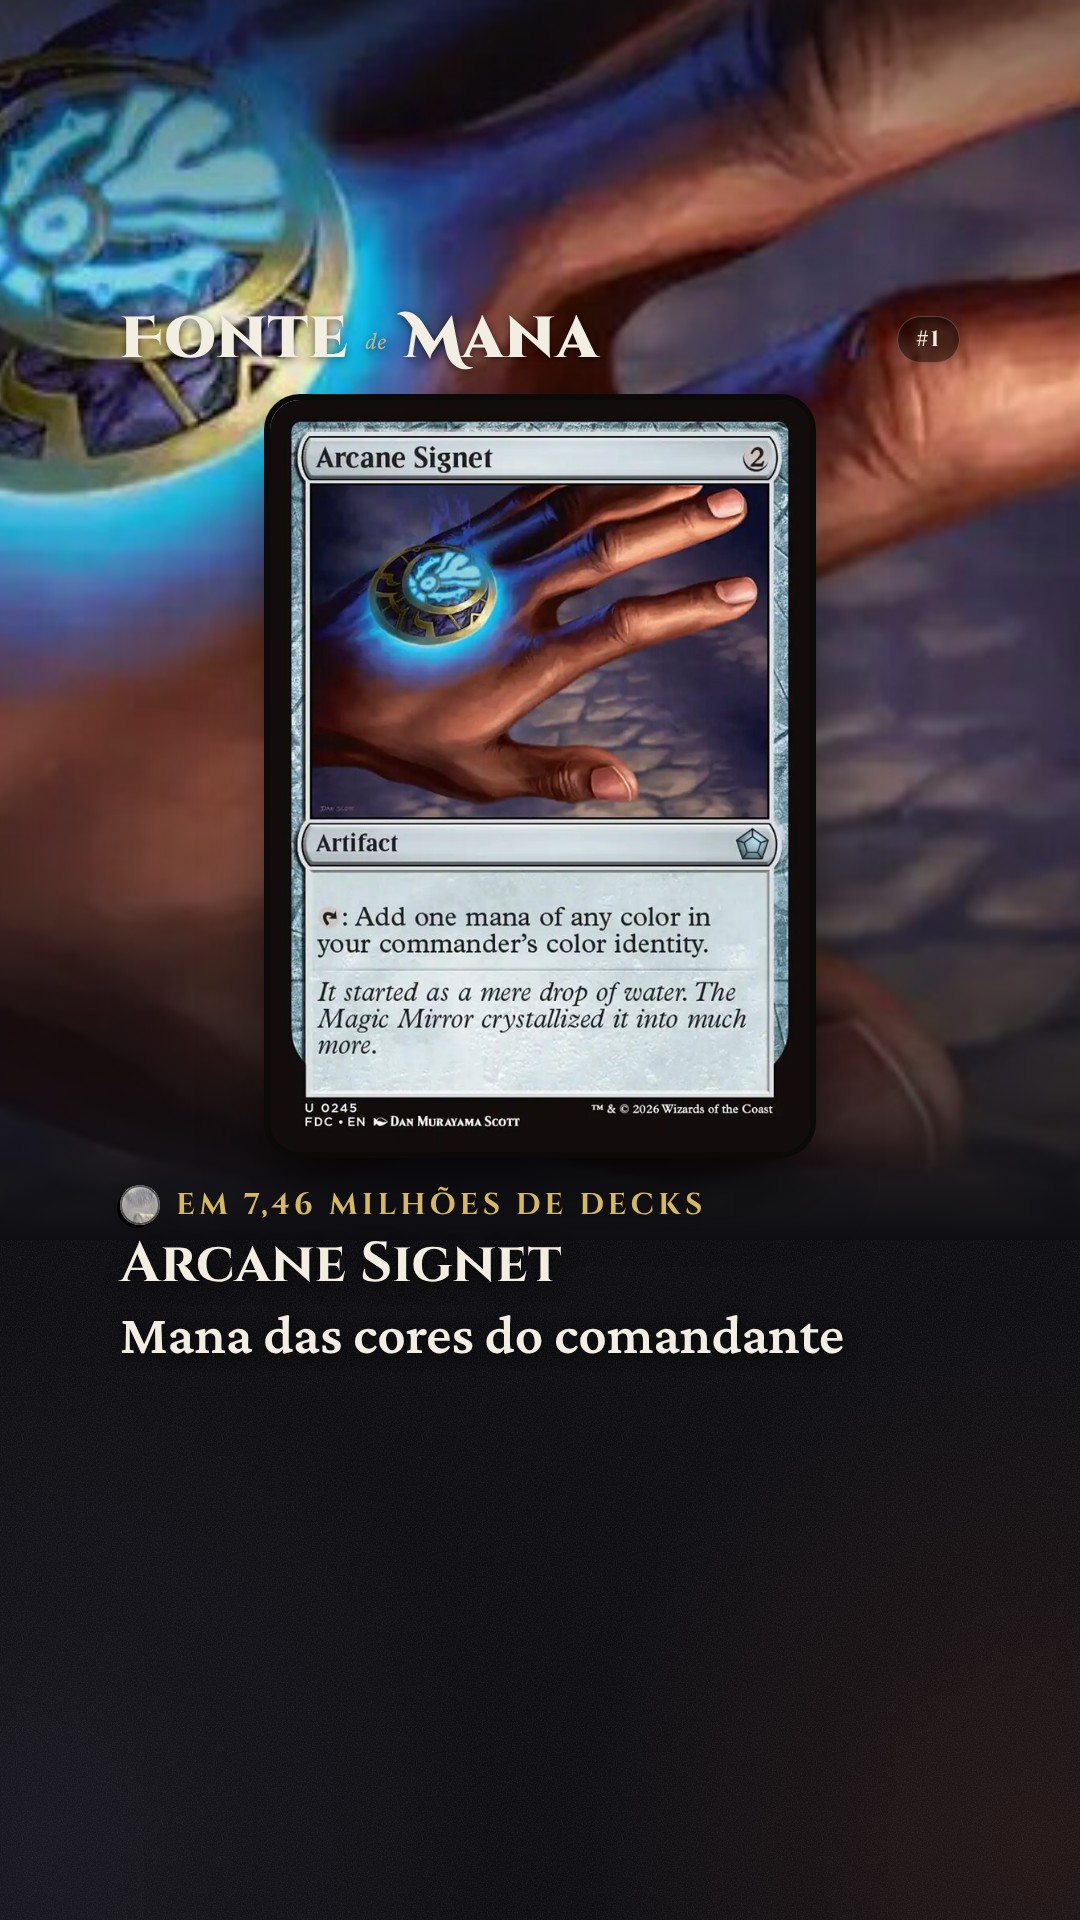 Fonte de Mana
#1
Arcane Signet
2
Artifact
: Add one mana of any color in
your commander's color identity.
It started as a mere drop of water. The
Magic Mirror crystallized it into much
more.
U 0245
FDC • EN Dan Murayama Scott
™ & © 2026 Wizards of the Coast
EM 7,46 MILHÕES DE DECKS
Arcane Signet
Mana das cores do comandante